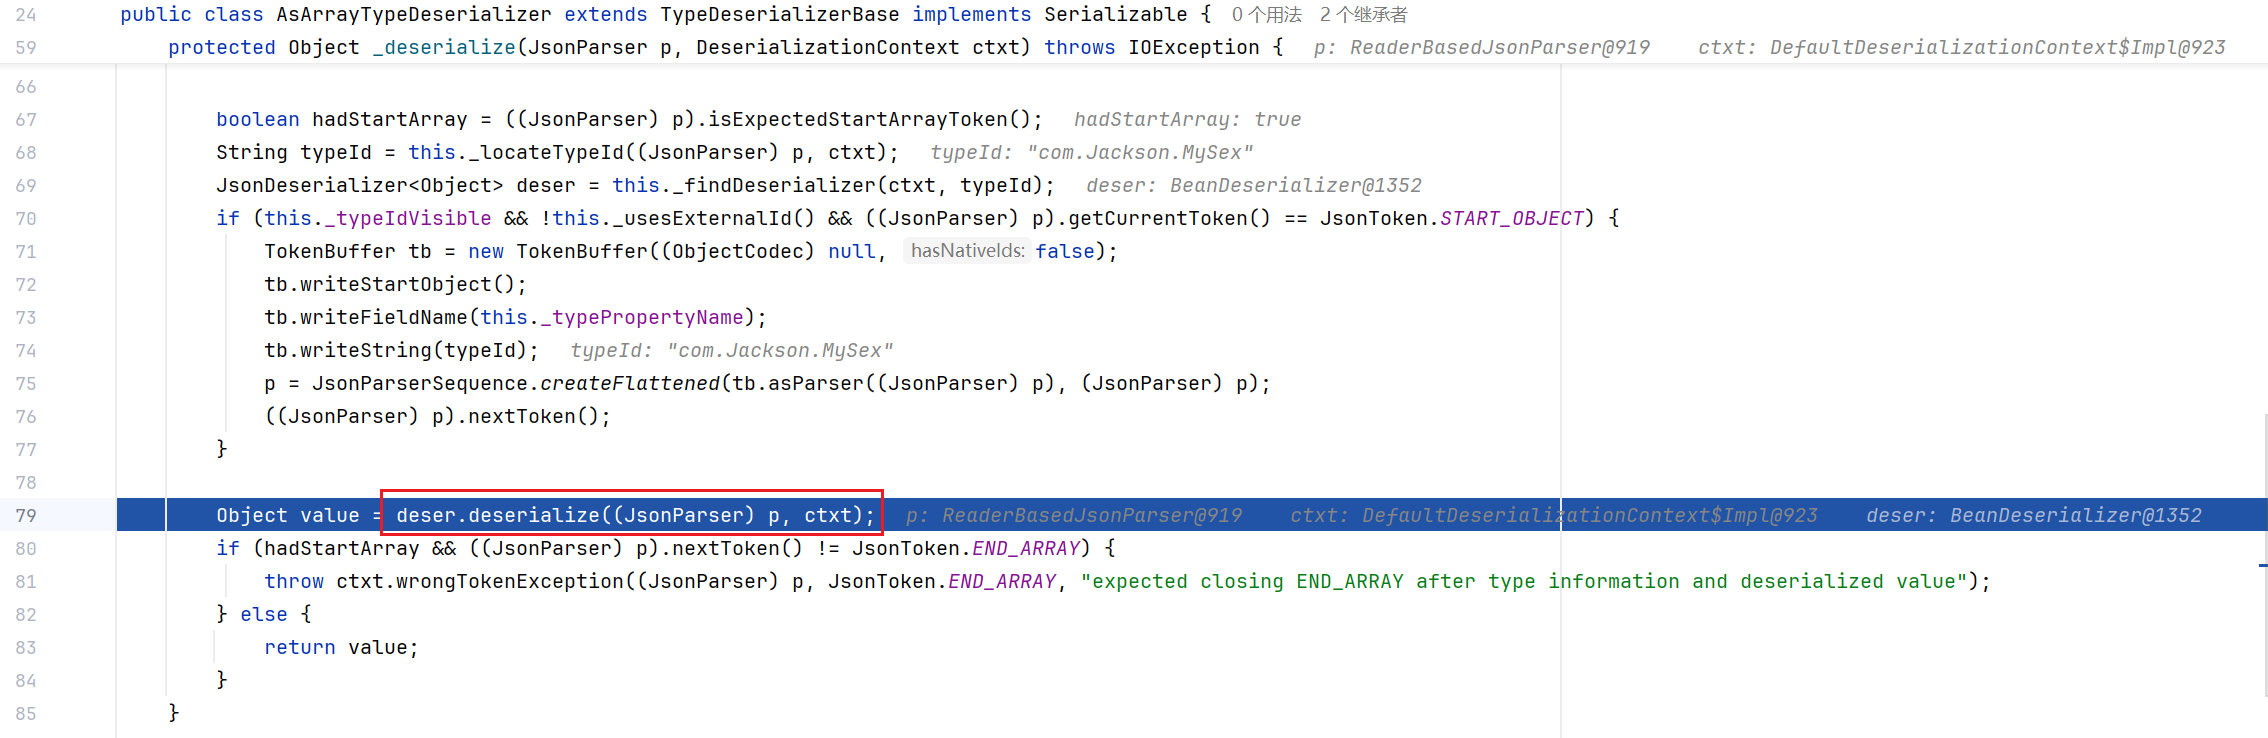 24 public class AsArrayTypeDeserializer extends TypeDeserializerBase implements Serializable { 0 个用法 2 个继承者
59 protected Object _deserialize(JsonParser p, DeserializationContext ctxt) throws IOException { p: ReaderBasedJsonParser@919 ctxt: DefaultDeserializationContext$Impl@923
66
67 boolean hadStartArray = ((JsonParser) p).isExpectedStartArrayToken(); hadStartArray: true
68 String typeId = this._locateTypeId((JsonParser) p, ctxt); typeId: "com.Jackson.MySex"
69 JsonDeserializer<Object> deser = this._findDeserializer(ctxt, typeId); deser: BeanDeserializer@1352
70 if (this._typeIdVisible && !this._usesExternalId() && ((JsonParser) p).getCurrentToken() == JsonToken.START_OBJECT) {
71 TokenBuffer tb = new TokenBuffer((ObjectCodec) null, hasNativeIds: false);
72 tb.writeStartObject();
73 tb.writeFieldName(this._typePropertyName);
74 tb.writeString(typeId); typeId: "com.Jackson.MySex"
75 p = JsonParserSequence.createFlattened(tb.asParser((JsonParser) p), (JsonParser) p);
76 ((JsonParser) p).nextToken();
77 }
78
79 Object value = deser.deserialize((JsonParser) p, ctxt); p: ReaderBasedJsonParser@919 ctxt: DefaultDeserializationContext$Impl@923 deser: BeanDeserializer@1352
80 if (hadStartArray && ((JsonParser) p).nextToken() != JsonToken.END_ARRAY) {
81 throw ctxt.wrongTokenException((JsonParser) p, JsonToken.END_ARRAY, "expected closing END_ARRAY after type information and deserialized value");
82 } else {
83 return value;
84 }
85 }